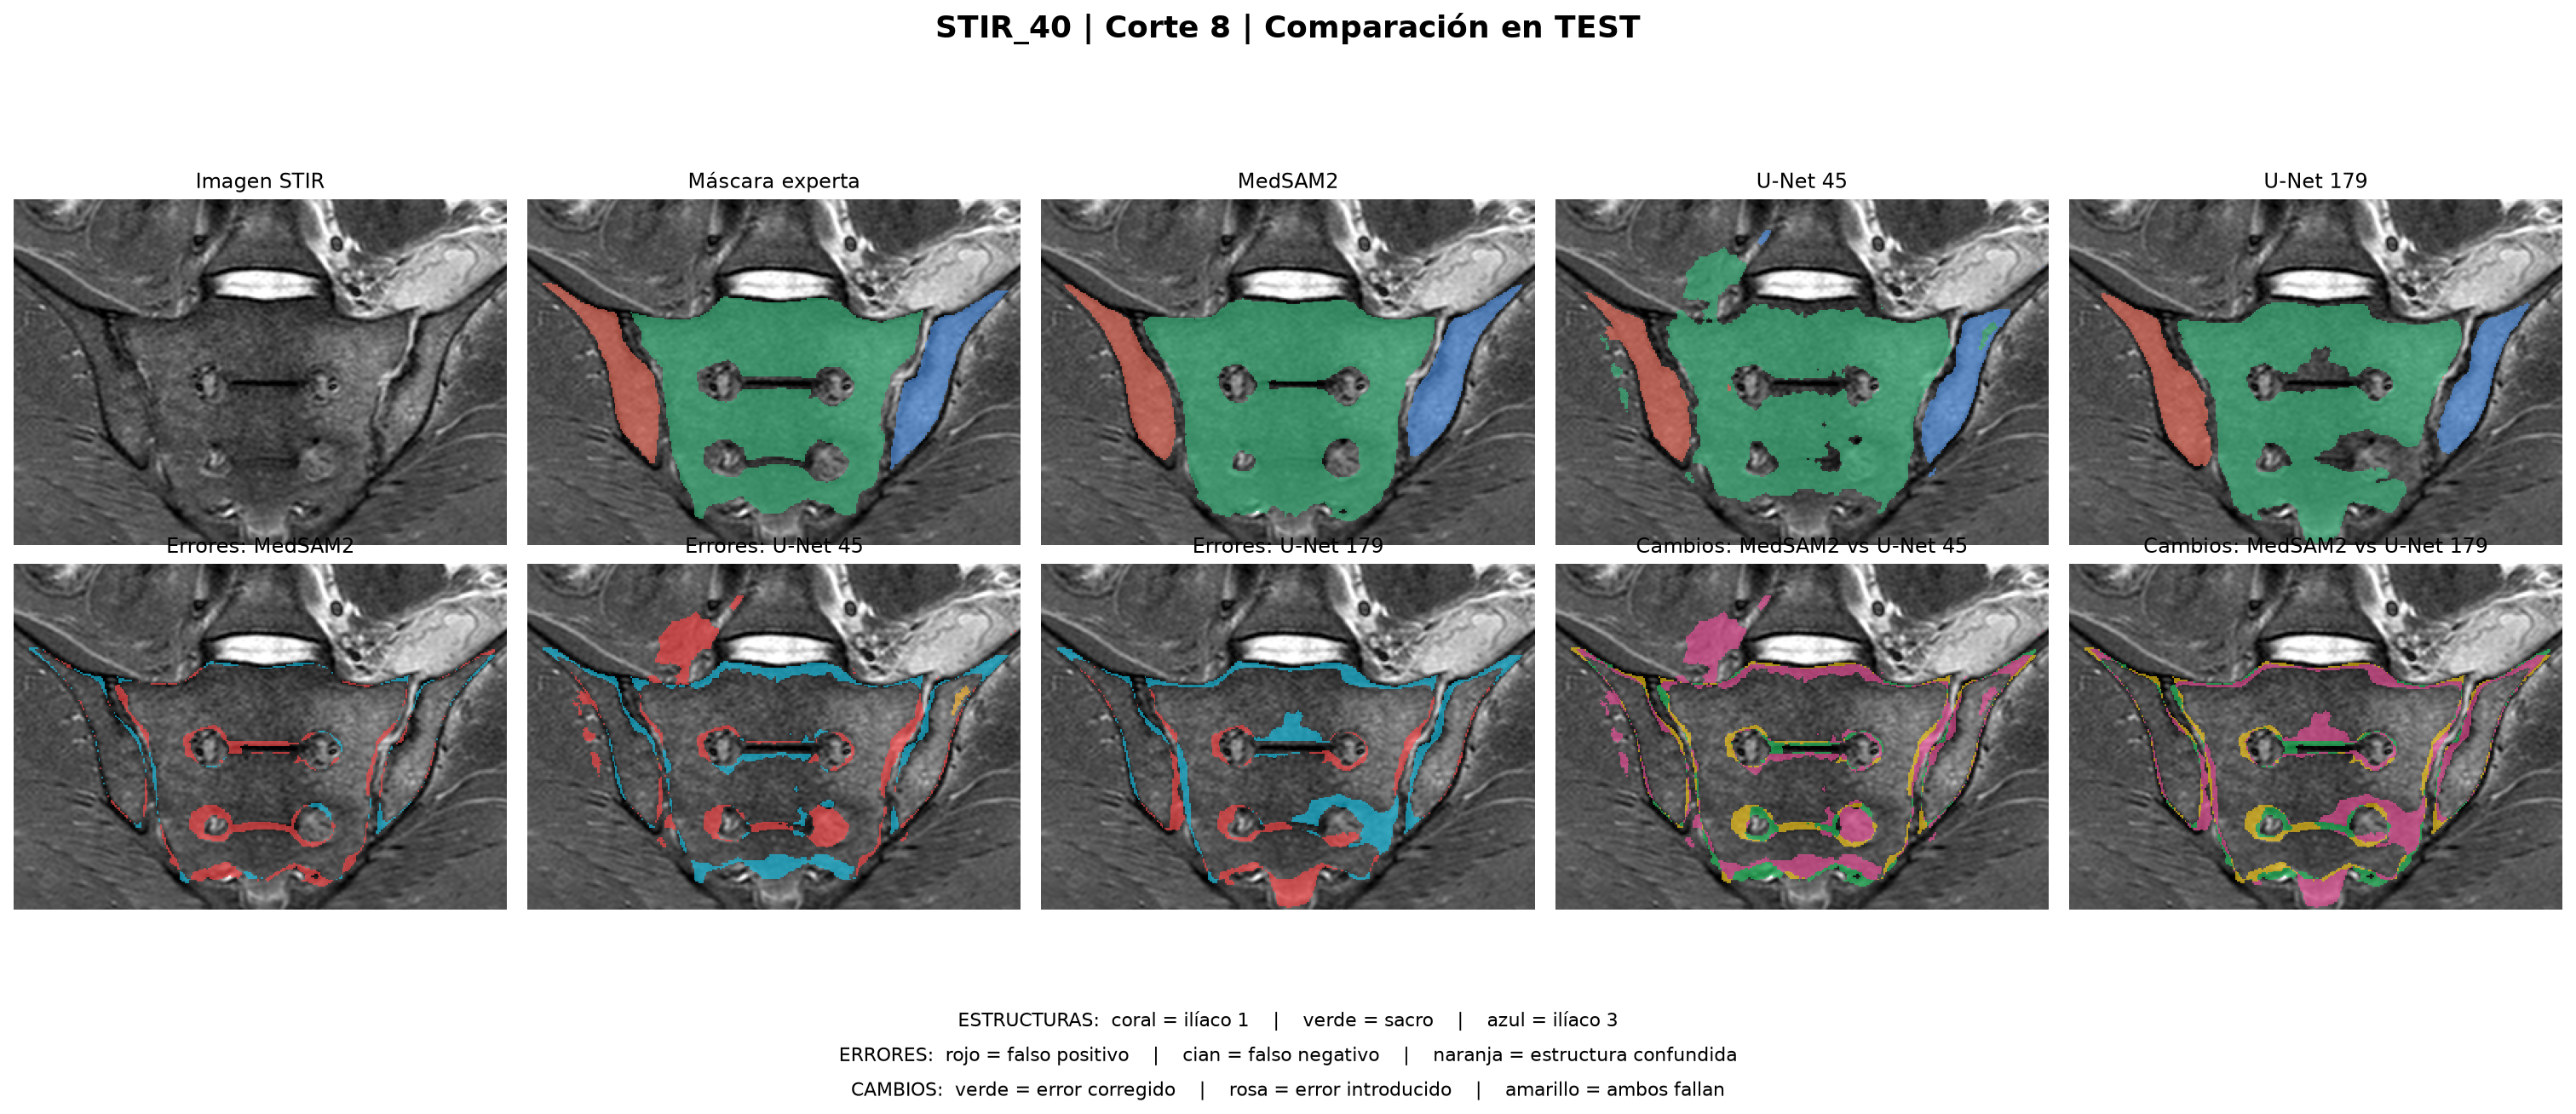 STIR_40 | Corte 8 | Comparación en TEST
Imagen STIR
Máscara experta
MedSAM2
U-Net 45
U-Net 179
Errores: MedSAM2
Errores: U-Net 45
Errores: U-Net 179
Cambios: MedSAM2 vs U-Net 45
Cambios: MedSAM2 vs U-Net 179
ESTRUCTURAS: coral = ilíaco 1 | verde = sacro | azul = ilíaco 3
ERRORES: rojo = falso positivo | cian = falso negativo | naranja = estructura confundida
CAMBIOS: verde = error corregido | rosa = error introducido | amarillo = ambos fallan